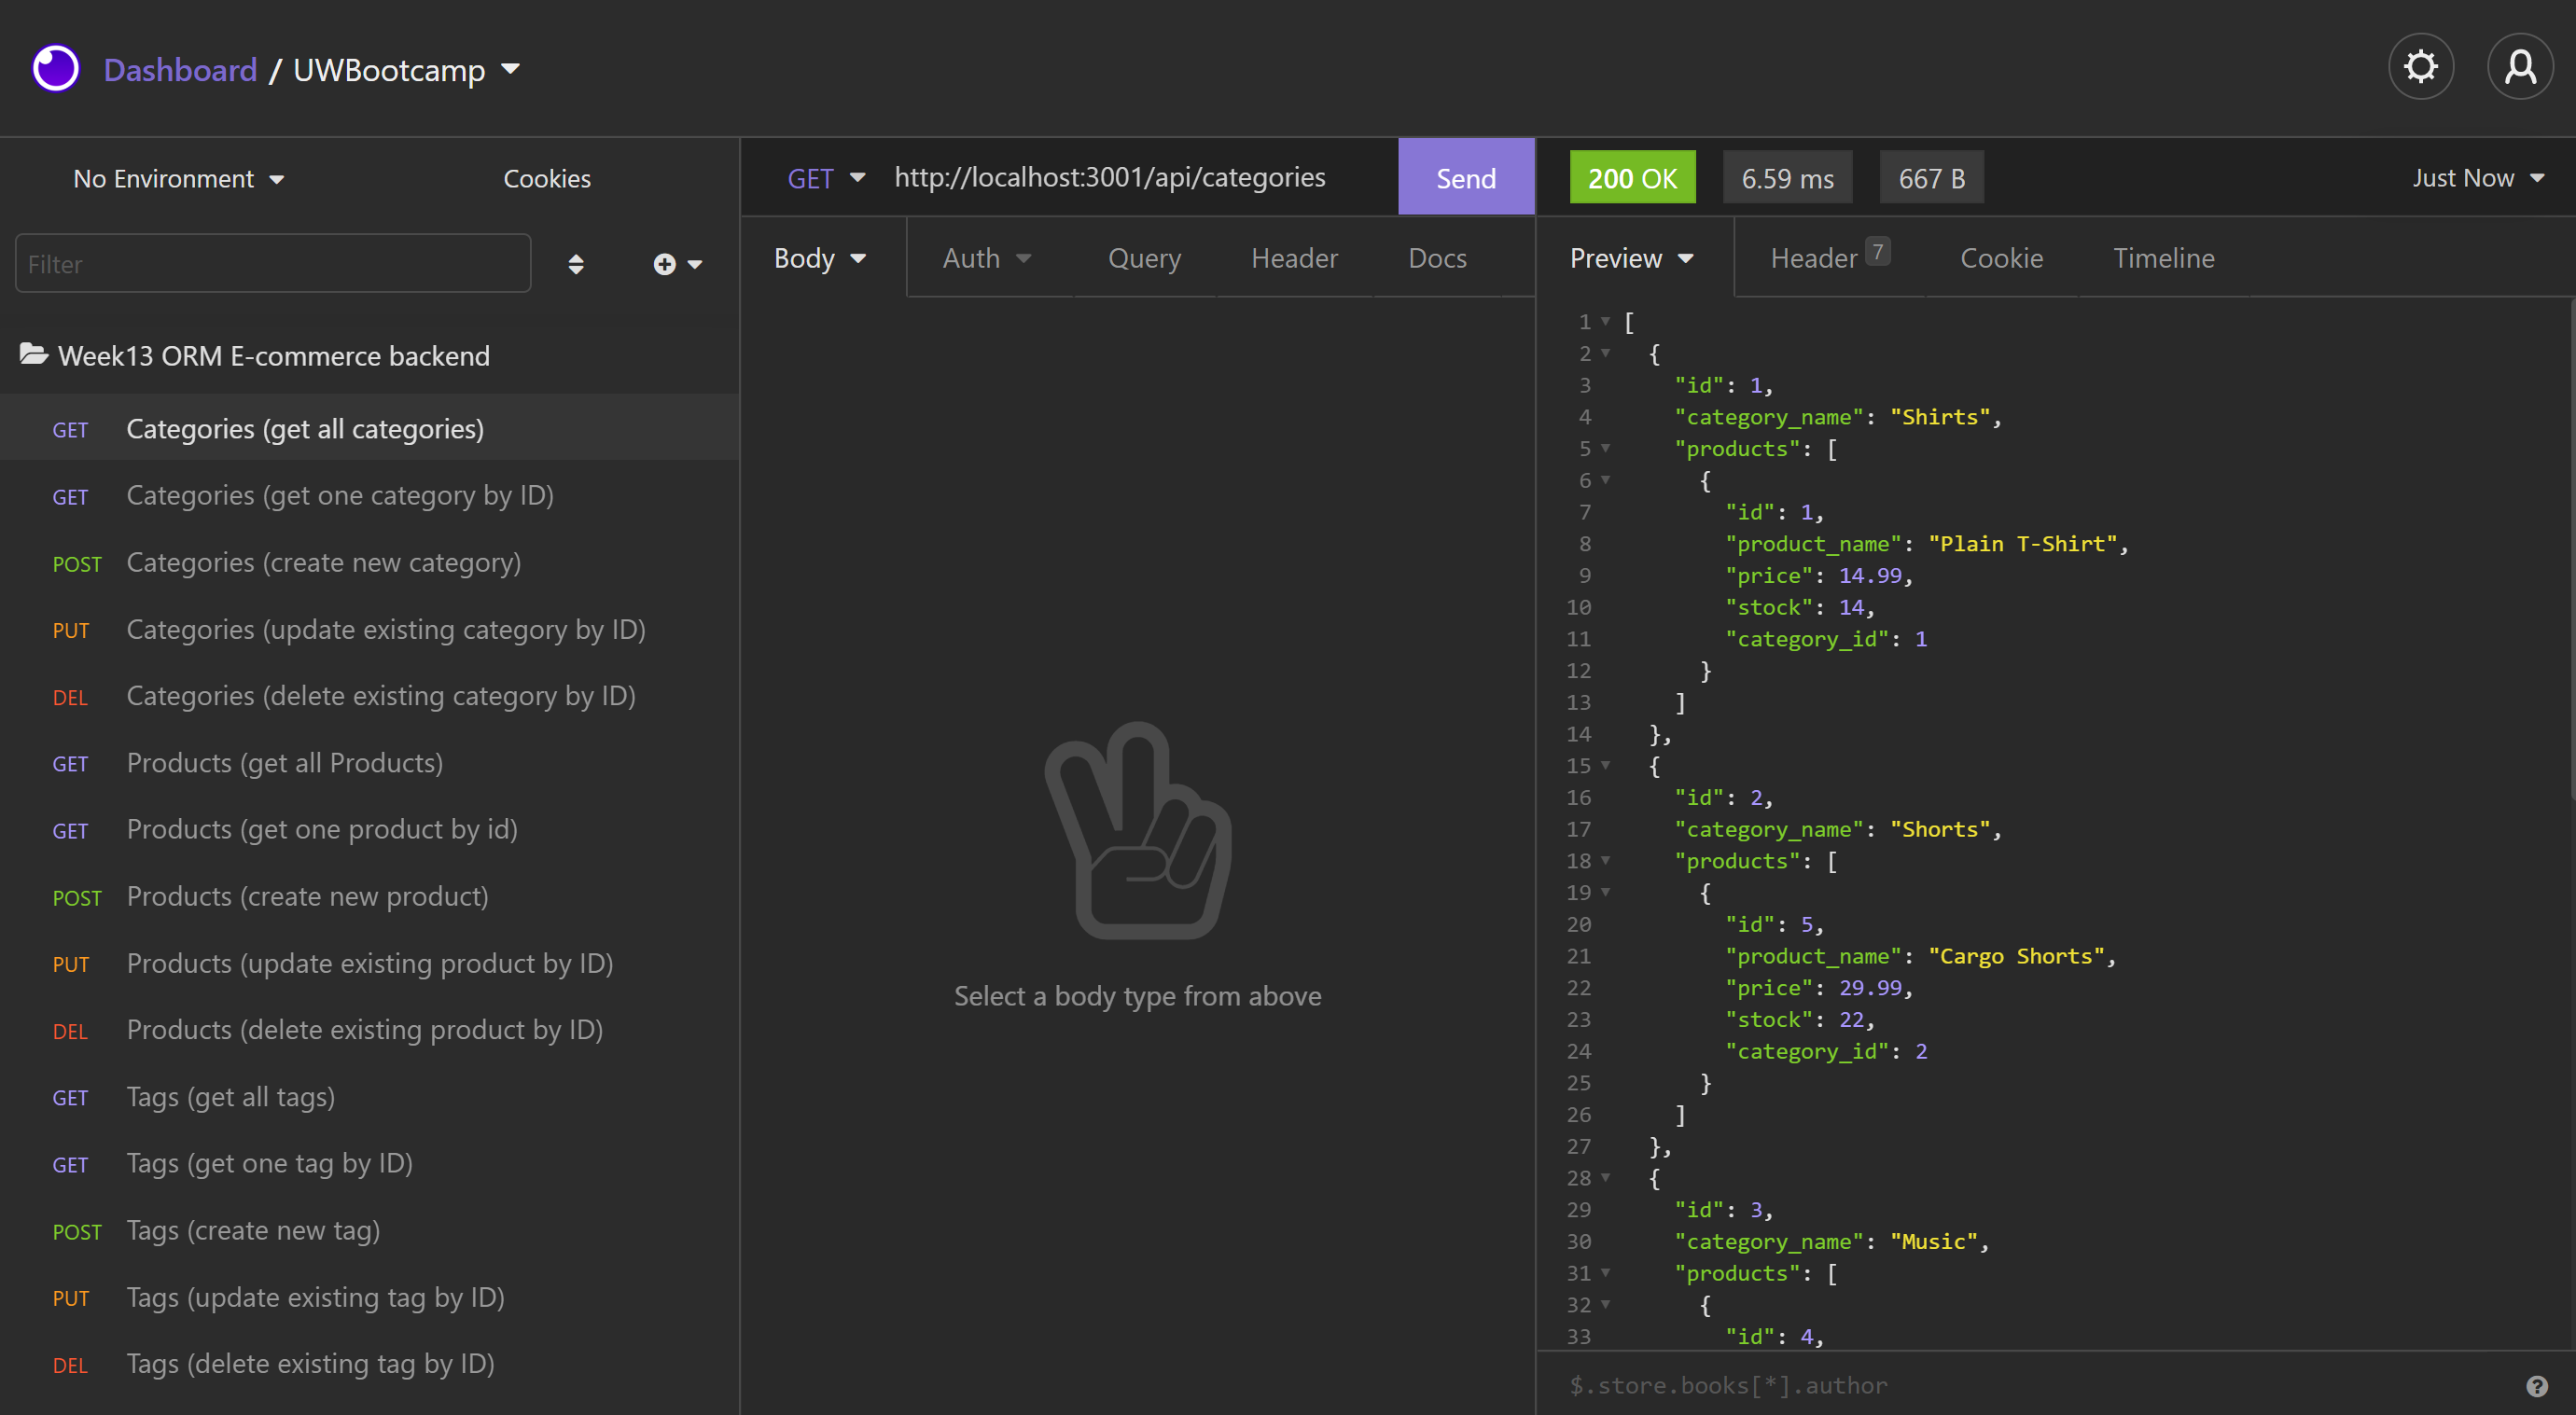 Dashboard / UWBootcamp
No Environment
Cookies
Filter
Week13 ORM E-commerce backend
GET Categories (get all categories)
GET Categories (get one category by ID)
POST Categories (create new category)
PUT Categories (update existing category by ID)
DEL Categories (delete existing category by ID)
GET Products (get all Products)
GET Products (get one product by id)
POST Products (create new product)
PUT Products (update existing product by ID)
DEL Products (delete existing product by ID)
GET Tags (get all tags)
GET Tags (get one tag by ID)
POST Tags (create new tag)
PUT Tags (update existing tag by ID)
DEL Tags (delete existing tag by ID)
GET http://localhost:3001/api/categories Send
Body Auth Query Header Docs
Select a body type from above
200 OK 6.59 ms 667 B Just Now
Preview Header 7 Cookie Timeline
1 [
2 {
3 "id": 1,
4 "category_name": "Shirts",
5 "products": [
6 {
7 "id": 1,
8 "product_name": "Plain T-Shirt",
9 "price": 14.99,
10 "stock": 14,
11 "category_id": 1
12 }
13 ]
14 },
15 {
16 "id": 2,
17 "category_name": "Shorts",
18 "products": [
19 {
20 "id": 5,
21 "product_name": "Cargo Shorts",
22 "price": 29.99,
23 "stock": 22,
24 "category_id": 2
25 }
26 ]
27 },
28 {
29 "id": 3,
30 "category_name": "Music",
31 "products": [
32 {
33 "id": 4,
$.store.books[*].author
?